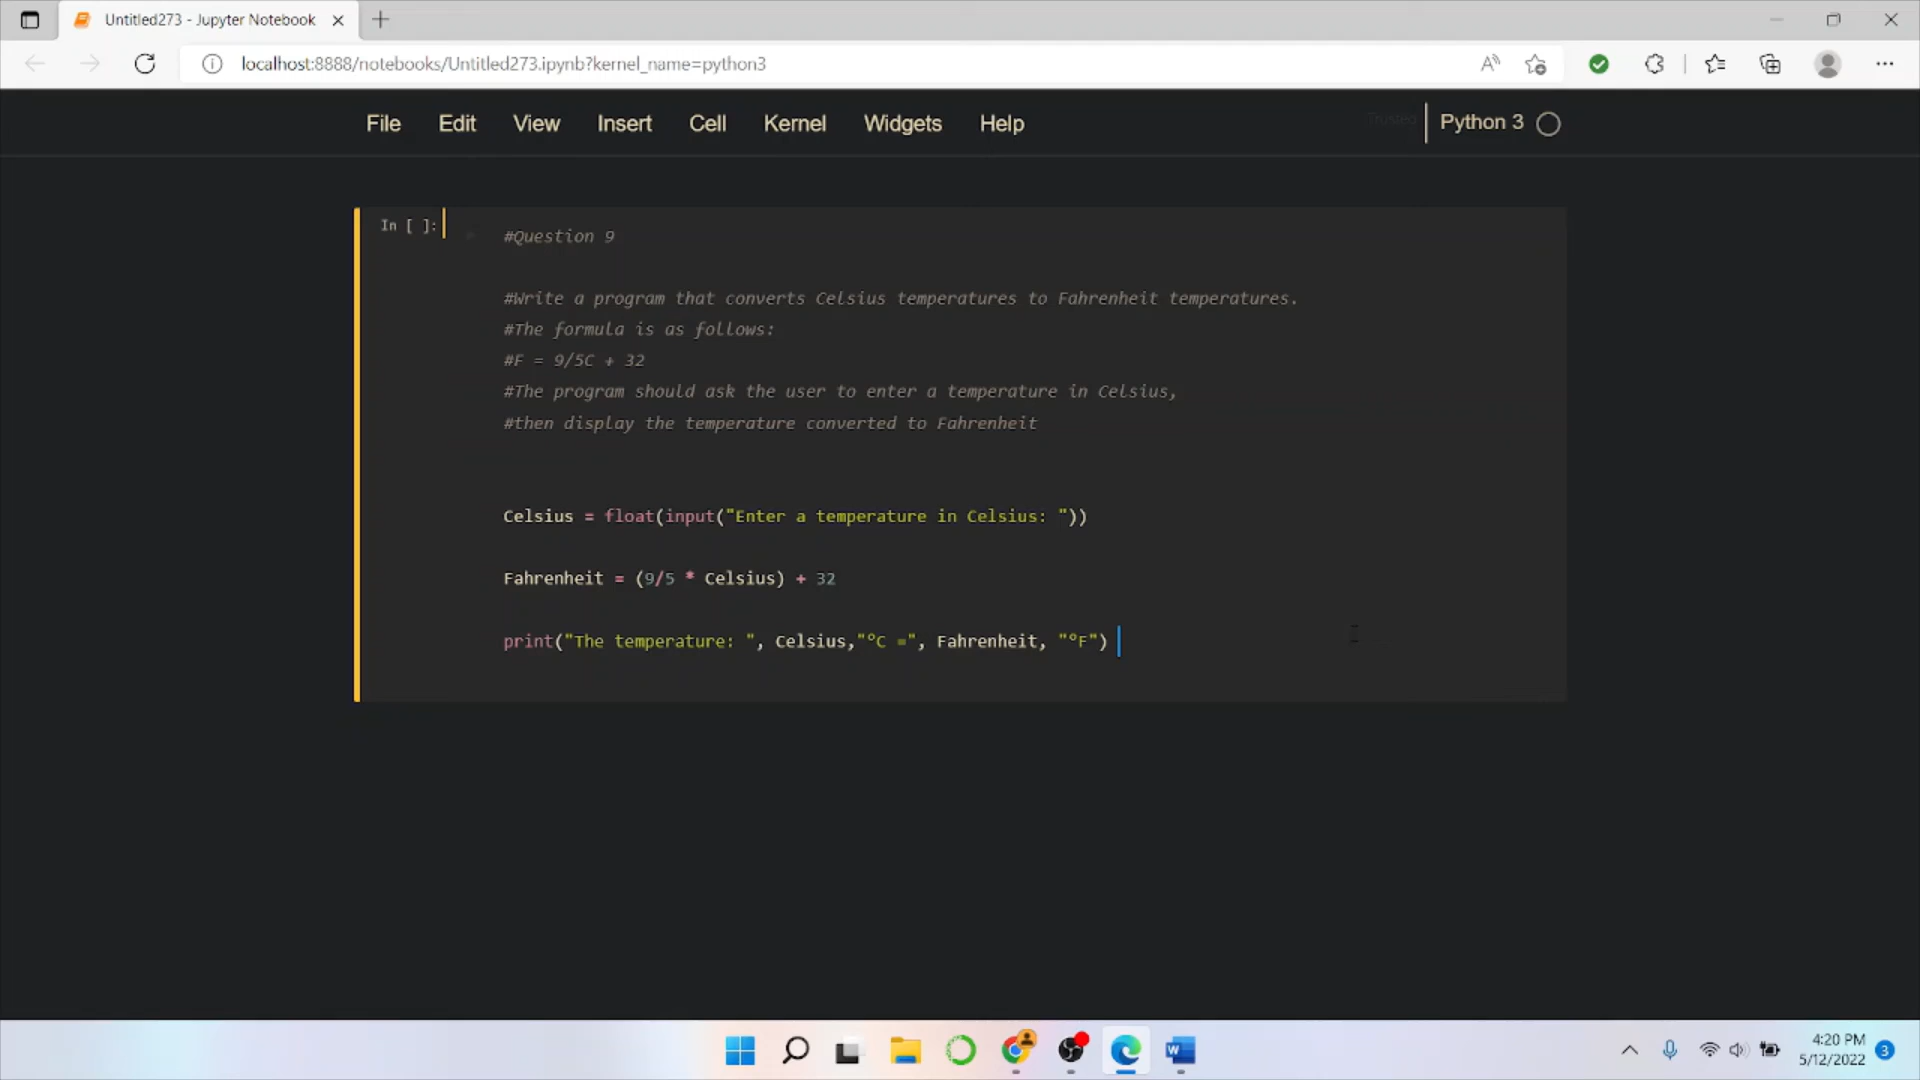 Untitled273 - Jupyter Notebook
localhost:8888/notebooks/Untitled273.ipynb?kernel_name=python3
File Edit View Insert Cell Kernel Widgets Help Trusted Python 3
In [ ]:
#Question 9
#Write a program that converts Celsius temperatures to Fahrenheit temperatures.
#The formula is as follows:
#F = 9/5C + 32
#The program should ask the user to enter a temperature in Celsius,
#then display the temperature converted to Fahrenheit
Celsius = float(input("Enter a temperature in Celsius: "))
Fahrenheit = (9/5 * Celsius) + 32
print("The temperature: ", Celsius,"°C =", Fahrenheit, "°F")
4:20 PM
5/12/2022
3